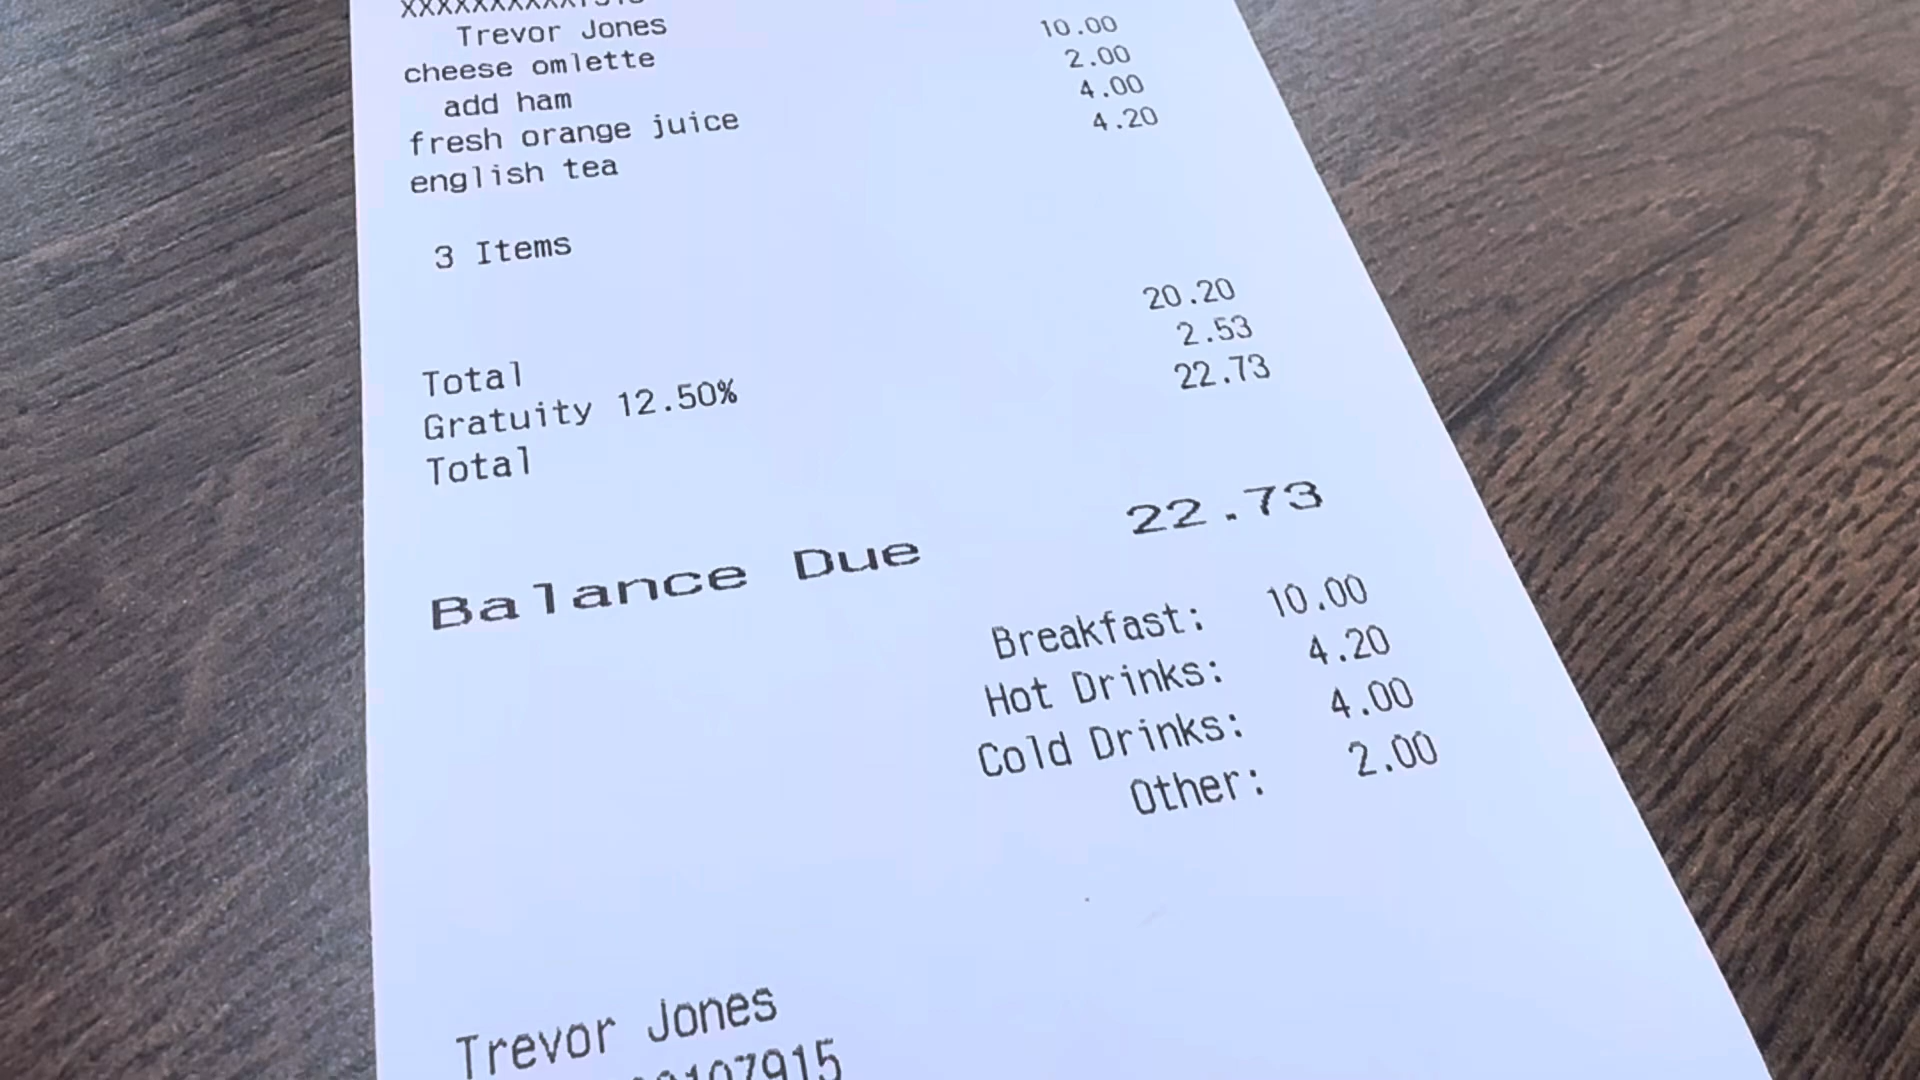 Trevor Jones
cheese omlette 10.00
add ham 2.00
fresh orange juice 4.00
english tea 4.20
3 Items
Total 20.20
Gratuity 12.50% 2.53
Total 22.73
Balance Due 22.73
Breakfast: 10.00
Hot Drinks: 4.20
Cold Drinks: 4.00
Other: 2.00
Trevor Jones